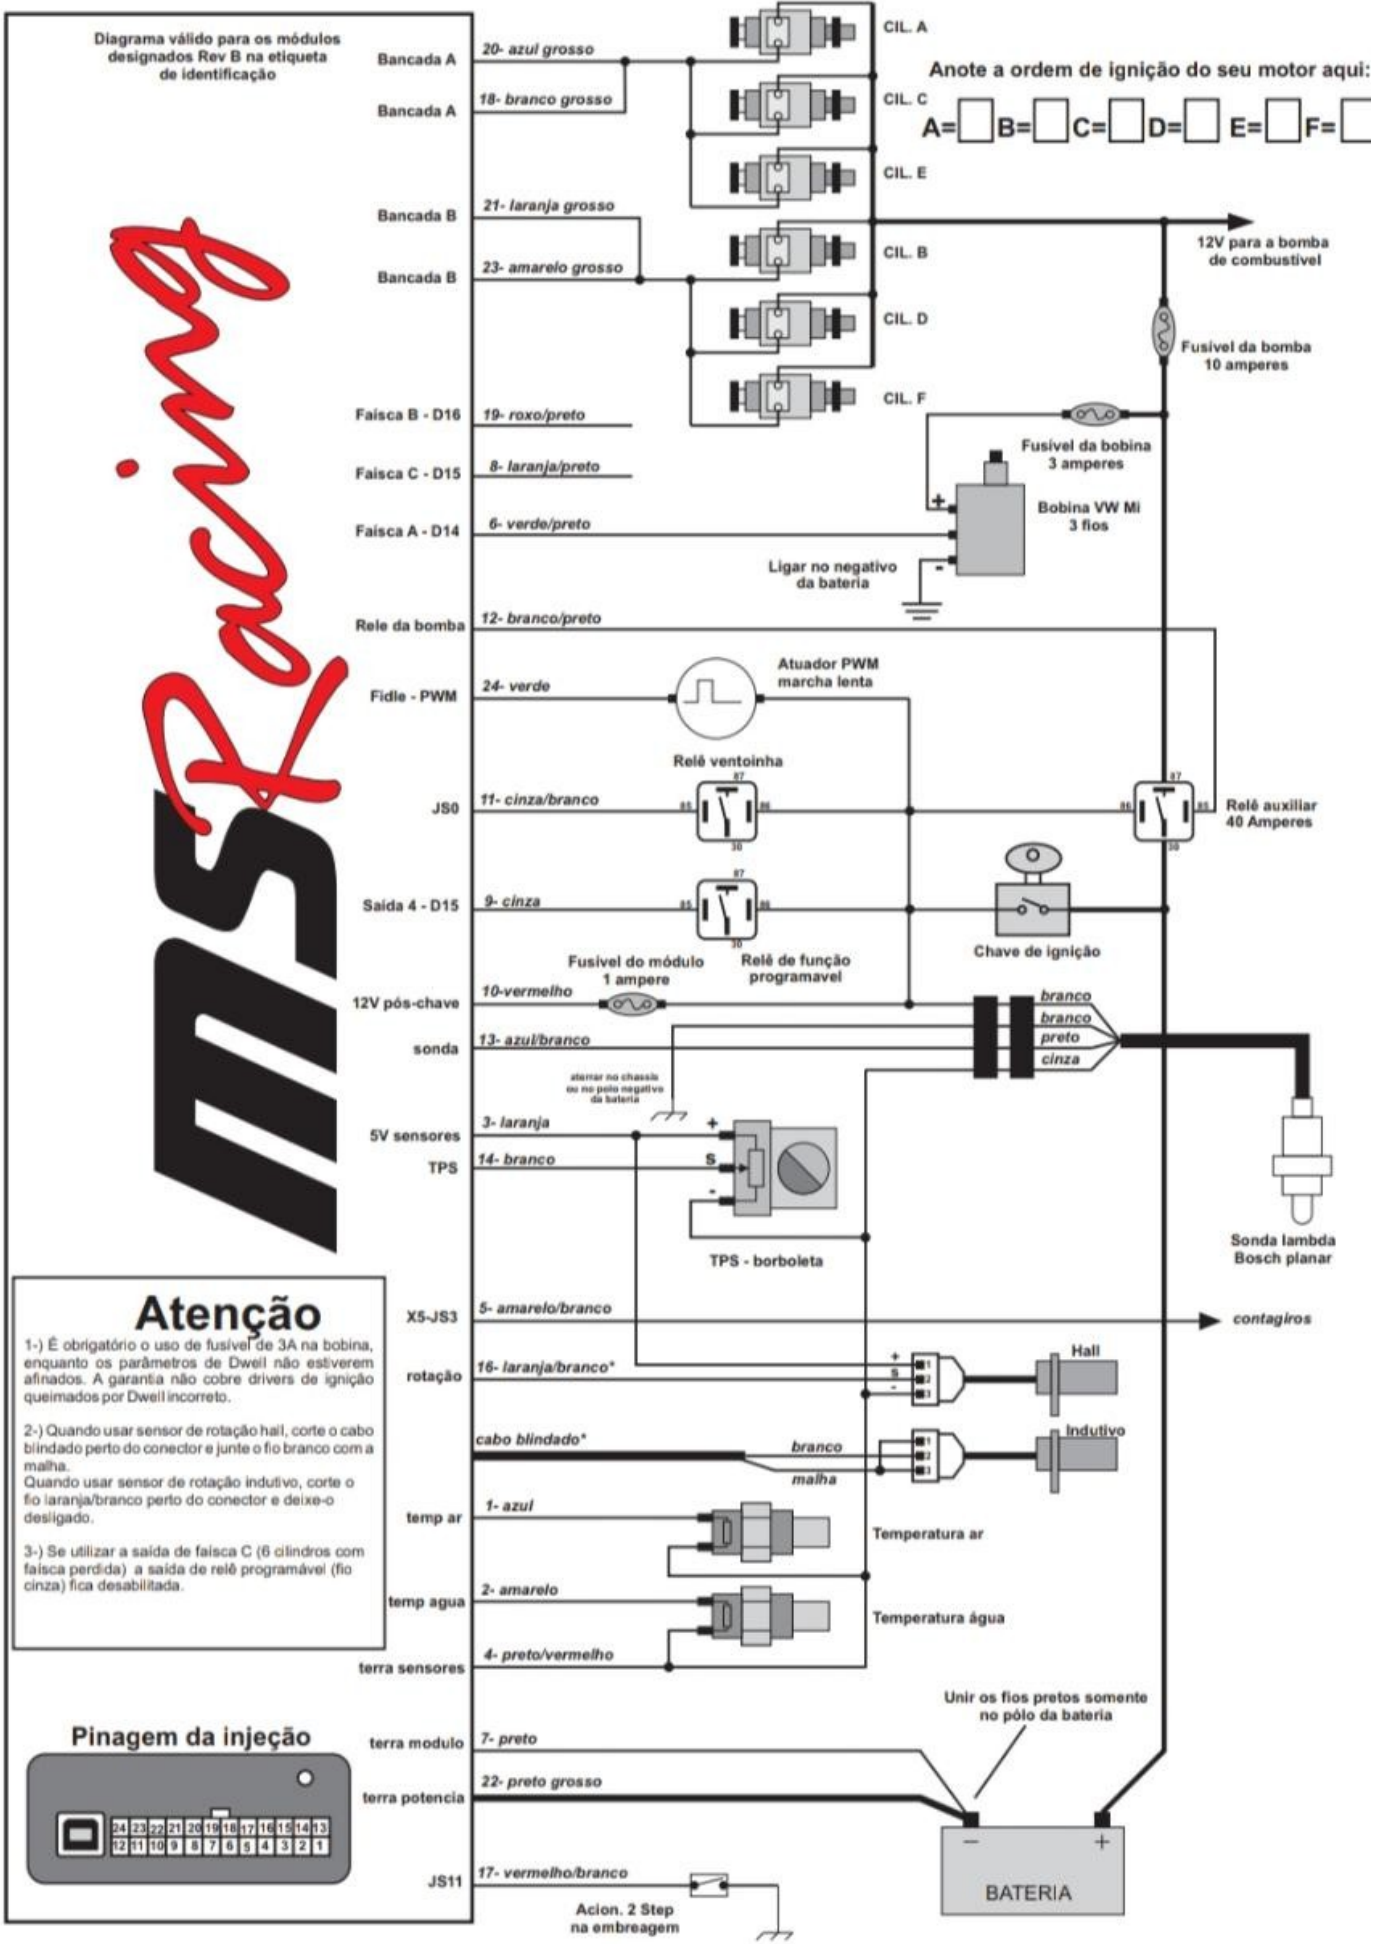 Diagrama válido para os módulos
designados Rev B na etiqueta
de identificação
Bancada A
20- azul grosso
Bancada A
18- branco grosso
CIL. A
CIL. C
CIL. E
Anote a ordem de ignição do seu motor aqui:
A= B= C= D= E= F=
Bancada B
21- laranja grosso
Bancada B
23- amarelo grosso
CIL. B
CIL. D
CIL. F
12V para a bomba
de combustível
Fusível da bomba
10 amperes
Faisca B - D16
19- roxo/preto
Faisca C - D15
8- laranja/preto
Faisca A - D14
6- verde/preto
Fusível da bobina
3 amperes
+
-
Bobina VW Mi
3 fios
Ligar no negativo
da bateria
Rele da bomba
12- branco/preto
Fidle - PWM
24- verde
Atuador PWM
marcha lenta
Relê ventoinha
87
85
86
30
JS0
11- cinza/branco
87
86
85
30
Relê auxiliar
40 Amperes
Saída 4 - D15
9- cinza
87
85
86
30
Chave de ignição
Relê de função
programavel
Fusível do módulo
1 ampere
12V pós-chave
10-vermelho
branco
branco
preto
cinza
sonda
13- azul/branco
aterrar no chassis
ou no polo negativo
da bateria
5V sensores
3- laranja
TPS
14- branco
+
S
-
TPS - borboleta
Sonda lambda
Bosch planar
ms Racing
X5-JS3
5- amarelo/branco
contagiros
rotação
16- laranja/branco*
+
s
-
1
2
3
Hall
cabo blindado*
branco
malha
1
2
3
Indutivo
temp ar
1- azul
Temperatura ar
temp agua
2- amarelo
Temperatura água
terra sensores
4- preto/vermelho
Atenção
1-) É obrigatório o uso de fusível de 3A na bobina,
enquanto os parâmetros de Dwell não estiverem
afinados. A garantia não cobre drivers de ignição
queimados por Dwell incorreto.
2-) Quando usar sensor de rotação hall, corte o cabo
blindado perto do conector e junte o fio branco com a
malha.
Quando usar sensor de rotação indutivo, corte o
fio laranja/branco perto do conector e deixe-o
desligado.
3-) Se utilizar a saída de faísca C (6 cilindros com
faísca perdida) a saída de relê programável (fio
cinza) fica desabilitada.
Unir os fios pretos somente
no pólo da bateria
terra modulo
7- preto
terra potencia
22- preto grosso
Pinagem da injeção
24 23 22 21 20 19 18 17 16 15 14 13
12 11 10 9 8 7 6 5 4 3 2 1
−
+
BATERIA
JS11
17- vermelho/branco
Acion. 2 Step
na embreagem